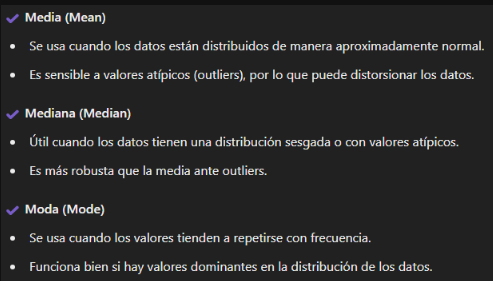 Media (Mean)
Se usa cuando los datos están distribuidos de manera aproximadamente normal.
Es sensible a valores atípicos (outliers), por lo que puede distorsionar los datos.
Mediana (Median)
Útil cuando los datos tienen una distribución sesgada o con valores atípicos.
Es más robusta que la media ante outliers.
Moda (Mode)
Se usa cuando los valores tienden a repetirse con frecuencia.
Funciona bien si hay valores dominantes en la distribución de los datos.